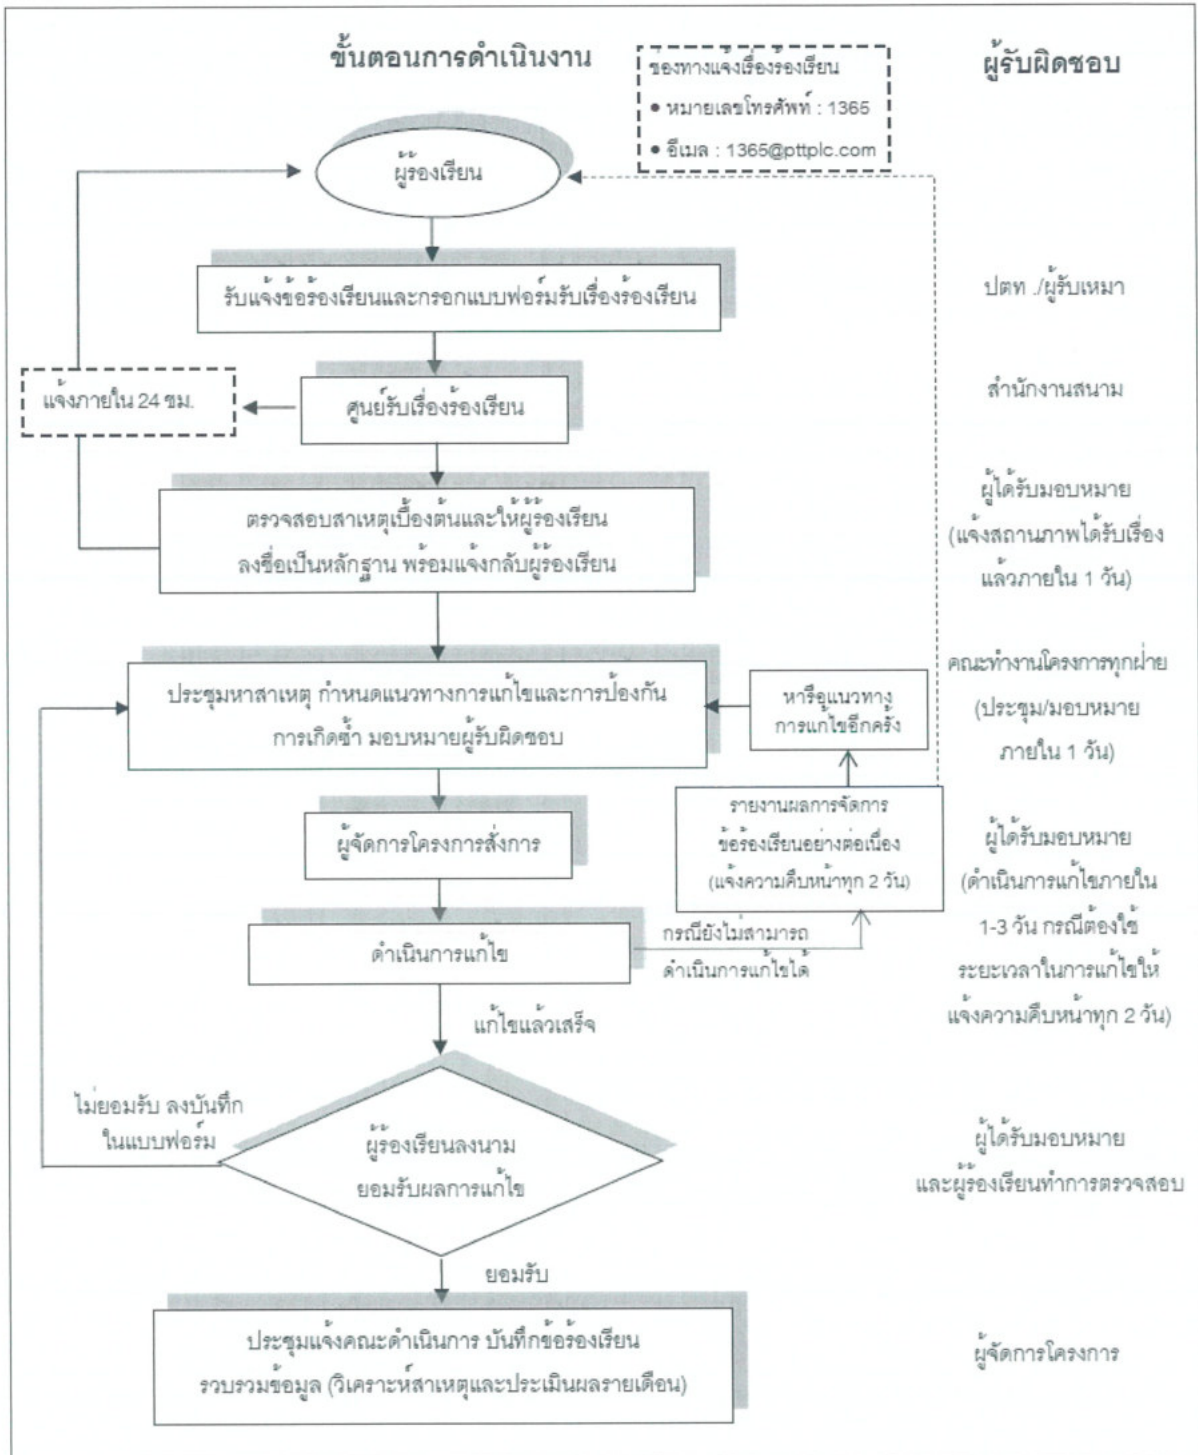 ขั้นตอนการดำเนินงาน
ผู้รับผิดชอบ
ช่องทางแจ้งเรื่องร้องเรียน
• หมายเลขโทรศัพท์ : 1365
• อีเมล : 1365@pttplc.com
ผู้ร้องเรียน
รับแจ้งข้อร้องเรียนและกรอกแบบฟอร์มรับเรื่องร้องเรียน
ปตท ./ผู้รับเหมา
แจ้งภายใน 24 ชม.
ศูนย์รับเรื่องร้องเรียน
สำนักงานสนาม
ตรวจสอบสาเหตุเบื้องต้นและให้ผู้ร้องเรียน
ลงชื่อเป็นหลักฐาน พร้อมแจ้งกลับผู้ร้องเรียน
ผู้ได้รับมอบหมาย
(แจ้งสถานภาพได้รับเรื่อง
แล้วภายใน 1 วัน)
ประชุมหาสาเหตุ กำหนดแนวทางการแก้ไขและการป้องกัน
การเกิดซ้ำ มอบหมายผู้รับผิดชอบ
หารือแนวทาง
การแก้ไขอีกครั้ง
คณะทำงานโครงการทุกฝ่าย
(ประชุม/มอบหมาย
ภายใน 1 วัน)
ผู้จัดการโครงการสั่งการ
รายงานผลการจัดการ
ข้อร้องเรียนอย่างต่อเนื่อง
(แจ้งความคืบหน้าทุก 2 วัน)
ผู้ได้รับมอบหมาย
(ดำเนินการแก้ไขภายใน
1-3 วัน กรณีต้องใช้
ระยะเวลาในการแก้ไขให้
แจ้งความคืบหน้าทุก 2 วัน)
ดำเนินการแก้ไข
กรณียังไม่สามารถ
ดำเนินการแก้ไขได้
แก้ไขแล้วเสร็จ
ไม่ยอมรับ ลงบันทึก
ในแบบฟอร์ม
ผู้ร้องเรียนลงนาม
ยอมรับผลการแก้ไข
ผู้ได้รับมอบหมาย
และผู้ร้องเรียนทำการตรวจสอบ
ยอมรับ
ประชุมแจ้งคณะดำเนินการ บันทึกข้อร้องเรียน
รวบรวมข้อมูล (วิเคราะห์สาเหตุและประเมินผลรายเดือน)
ผู้จัดการโครงการ